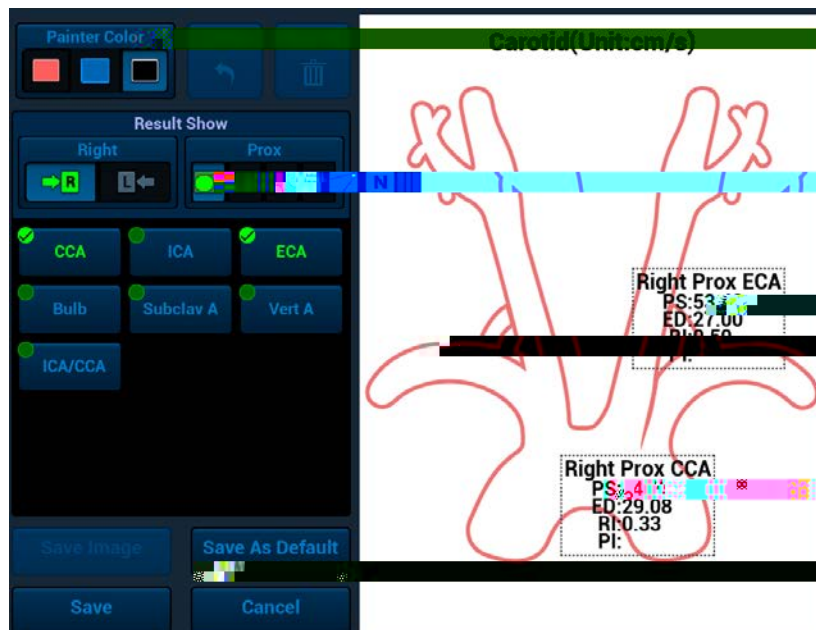 Painter Color
Carotid(Unit:cm/s)
Result Show
Right
Prox
R
L
N
CCA
ICA
ECA
Bulb
Subclav A
Vert A
ICA/CCA
Right Prox ECA
ED:27.00
PI:
Right Prox CCA
ED:29.08
RI:0.33
PI:
Save Image
Save As Default
Save
Cancel